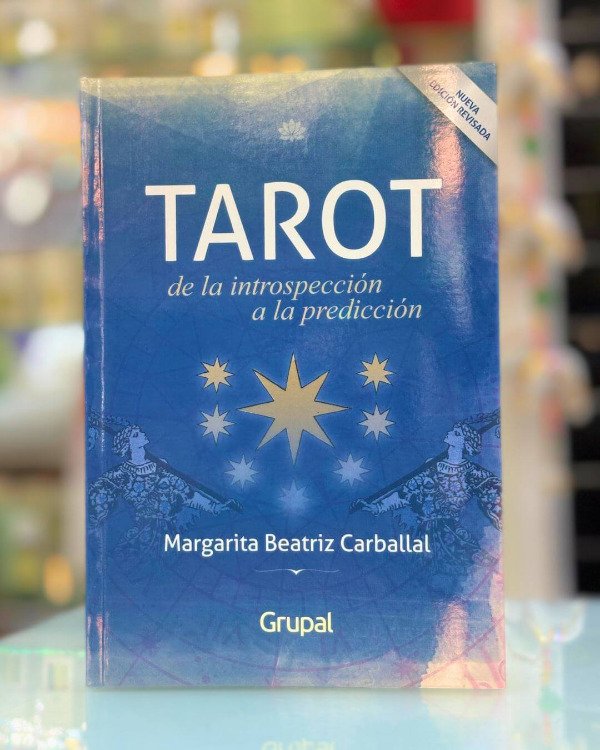 NUEVA
EDICIÓN REVISADA
TAROT
de la introspección
a la predicción
Margarita Beatriz Carballal
Grupal